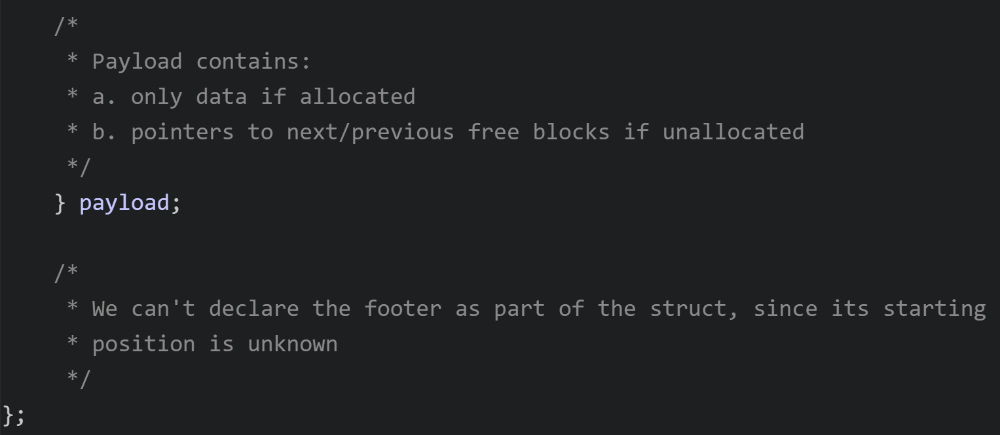 /*
* Payload contains:
* a. only data if allocated
* b. pointers to next/previous free blocks if unallocated
*/
} payload;
/*
* We can't declare the footer as part of the struct, since its starting
* position is unknown
*/
};